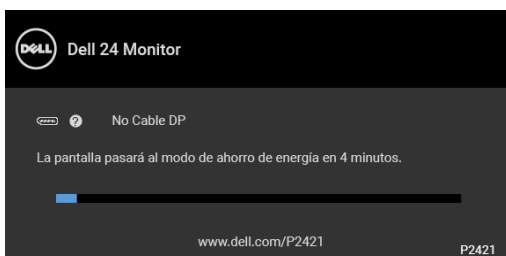 DELL Dell 24 Monitor
? No Cable DP
La pantalla pasará al modo de ahorro de energía en 4 minutos.
www.dell.com/P2421
P2421